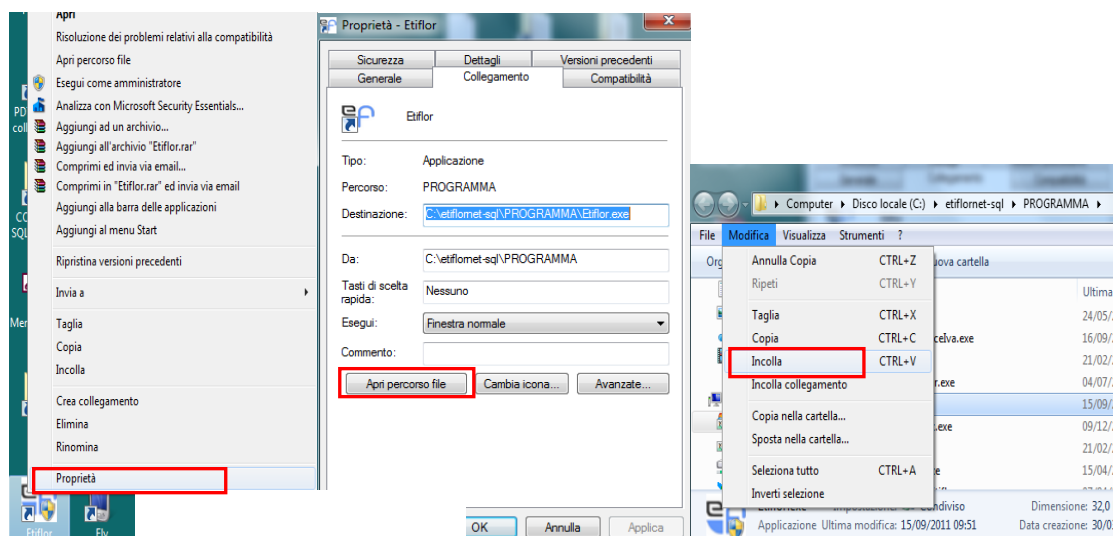 Apri
Risoluzione dei problemi relativi alla compatibilità
Apri percorso file
Esegui come amministratore
Analizza con Microsoft Security Essentials...
Aggiungi ad un archivio...
Aggiungi all'archivio "Etiflor.rar"
Comprimi ed invia via email...
Comprimi in "Etiflor.rar" ed invia via email
Aggiungi alla barra delle applicazioni
Aggiungi al menu Start
Ripristina versioni precedenti
Invia a
Taglia
Copia
Incolla
Crea collegamento
Elimina
Rinomina
Proprietà
Etiflor
Fly
Proprietà - Etiflor
Sicurezza Dettagli Versioni precedenti
Generale Collegamento Compatibilità
Etiflor
Tipo: Applicazione
Percorso: PROGRAMMA
Destinazione: C:\etiflornet-sql\PROGRAMMA\Etiflor.exe
Da: C:\etiflornet-sql\PROGRAMMA
Tasti di scelta rapida: Nessuno
Esegui: Finestra normale
Commento:
Apri percorso file Cambia icona... Avanzate...
OK Annulla Applica
Computer Disco locale (C:) etiflornet-sql PROGRAMMA
File Modifica Visualizza Strumenti ?
Org uova cartella
Annulla Copia CTRL+Z
Ripeti CTRL+Y
Ultima
Taglia CTRL+X 24/05/
Copia CTRL+C celva.exe 16/09/
Incolla CTRL+V 21/02/
Incolla collegamento r.exe 04/07/
15/09/
Copia nella cartella... .exe 09/12/
Sposta nella cartella... 21/02/
Seleziona tutto CTRL+A e 15/04/
Inverti selezione
Condiviso Dimensione: 32,0
Applicazione Ultima modifica: 15/09/2011 09:51 Data creazione: 30/0